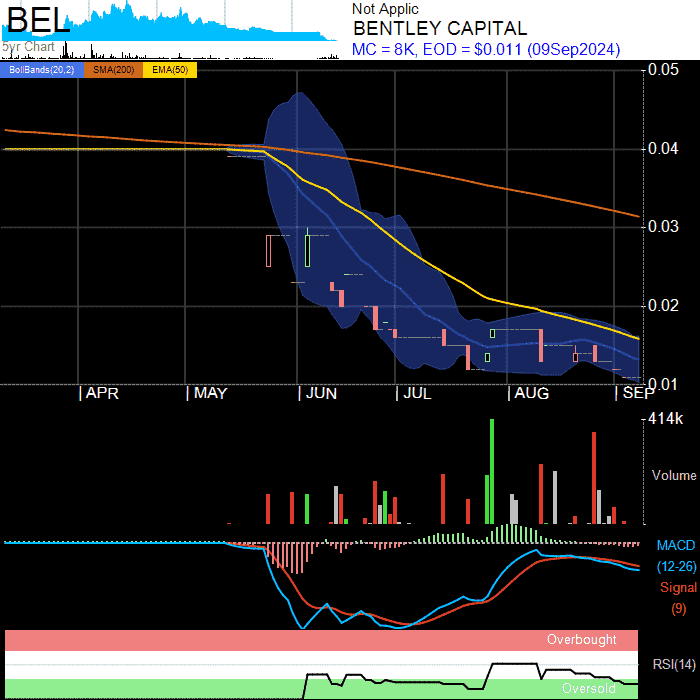 BEL
5yr Chart
Not Applic
BENTLEY CAPITAL
MC = 8K, EOD = $0.011 (09Sep2024)
BollBands(20,2) SMA(200) EMA(50)
0.05
0.04
0.03
0.02
0.01
APR MAY JUN JUL AUG SEP
414k
Volume
MACD
(12-26)
Signal
(9)
Overbought
RSI(14)
Oversold